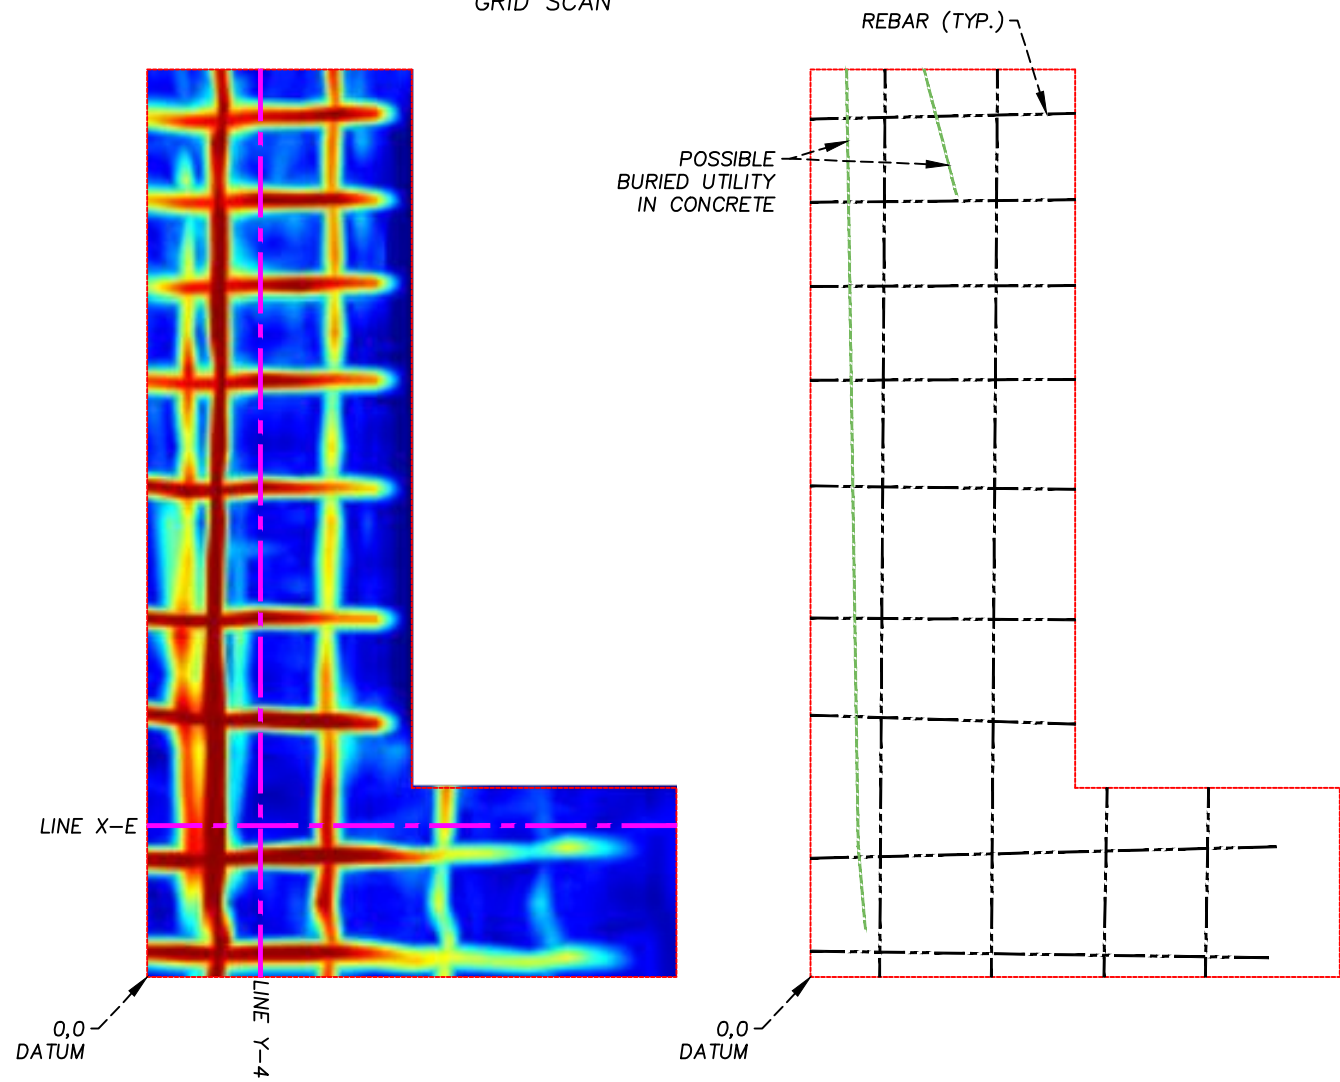 GRID SCAN
REBAR (TYP.)
POSSIBLE
BURIED UTILITY
IN CONCRETE
LINE X-E
LINE Y-4
0,0
DATUM
0,0
DATUM